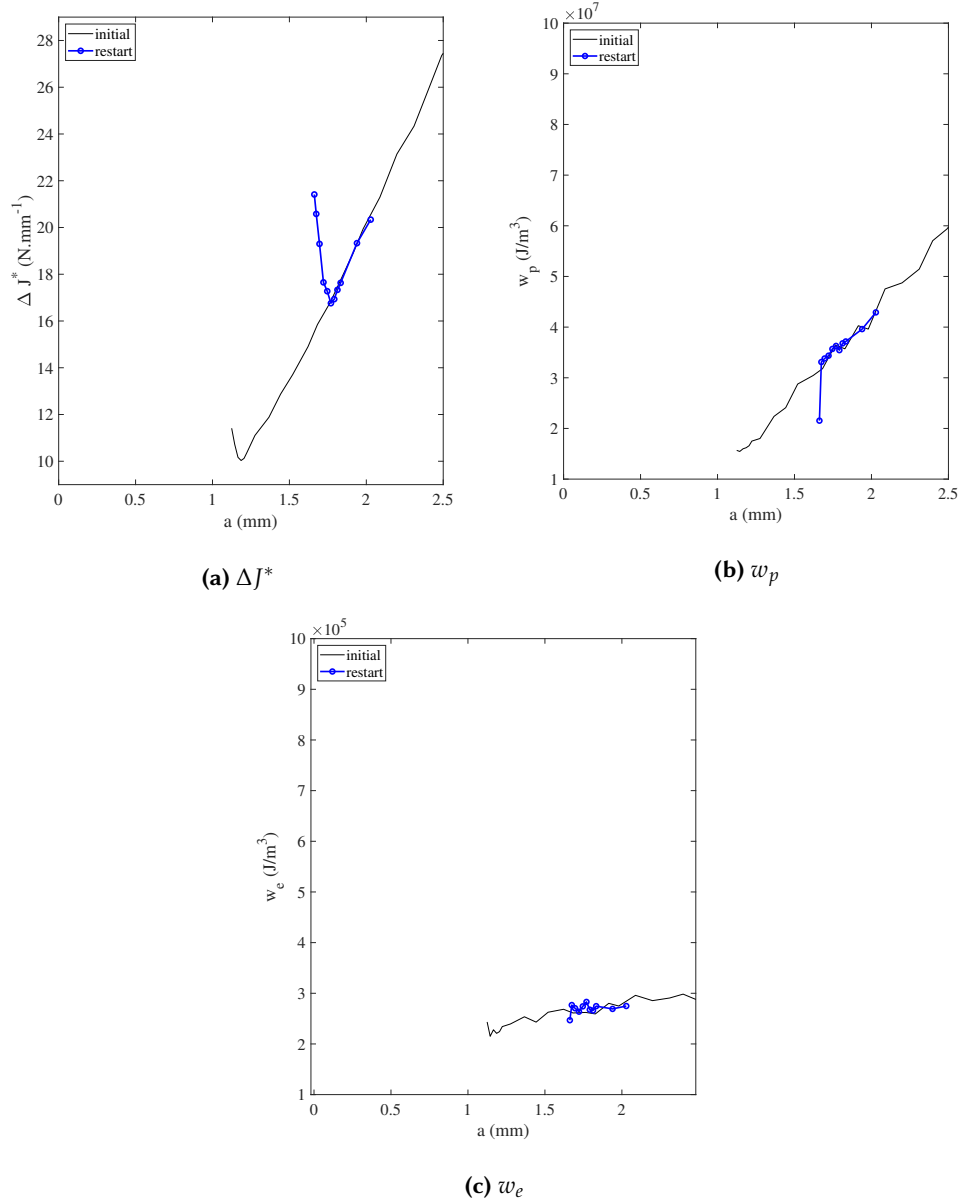 initial
restart
28
26
24
22
20
18
16
14
12
10
Δ J* (N.mm-1)
0 0.5 1 1.5 2 2.5
a (mm)
(a) ΔJ*
×10^7
initial
restart
10
9
8
7
6
5
4
3
2
1
w_p (J/m^3)
0 0.5 1 1.5 2 2.5
a (mm)
(b) w_p
×10^5
initial
restart
10
9
8
7
6
5
4
3
2
1
w_e (J/m^3)
0 0.5 1 1.5 2
a (mm)
(c) w_e